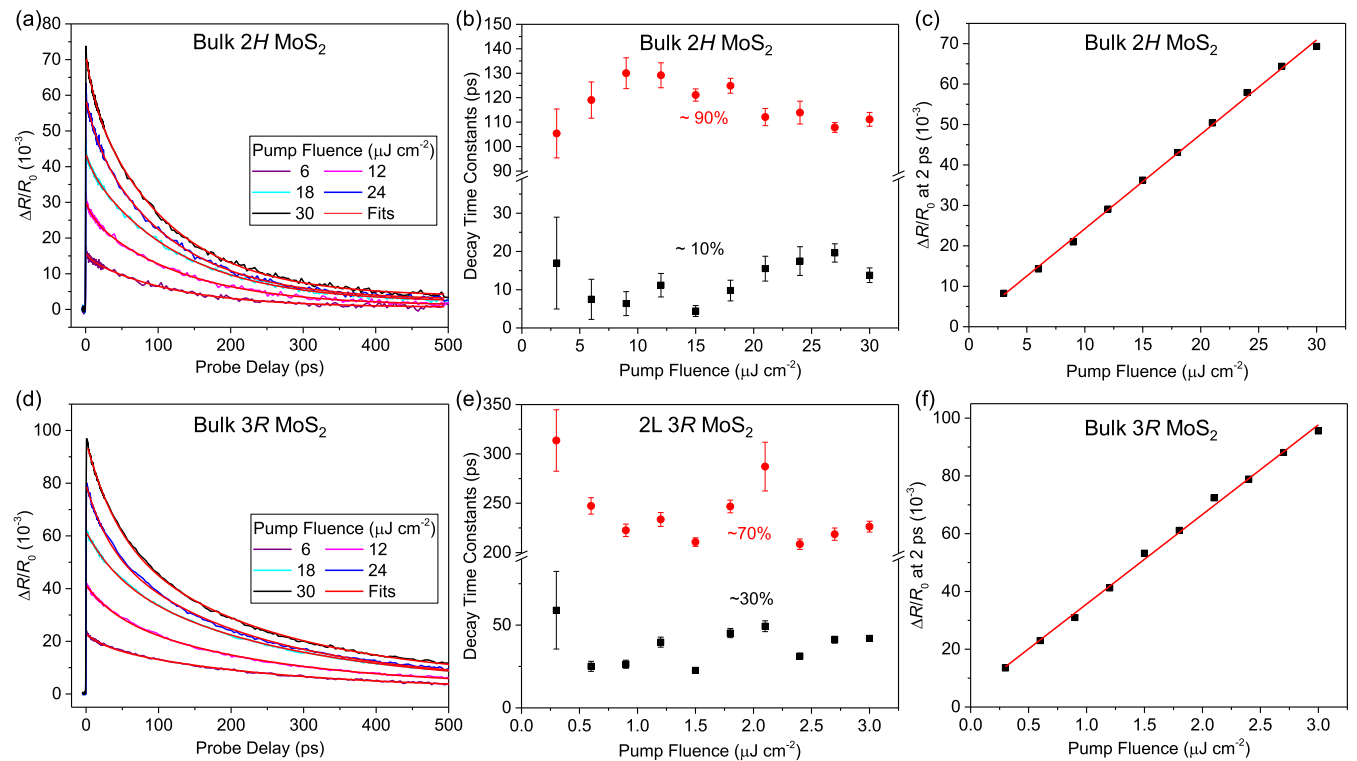 (a)
Bulk 2H MoS2
ΔR/R0 (10-3)
80
70
60
50
40
30
20
10
0
Pump Fluence (μJ cm-2)
6 12
18 24
30 Fits
0 100 200 300 400 500
Probe Delay (ps)
(b)
Bulk 2H MoS2
Decay Time Constants (ps)
150
140
130
120
110
100
90
30
20
10
0
~ 90%
~ 10%
0 5 10 15 20 25 30
Pump Fluence (μJ cm-2)
(c)
Bulk 2H MoS2
ΔR/R0 at 2 ps (10-3)
70
60
50
40
30
20
10
0
0 5 10 15 20 25 30
Pump Fluence (μJ cm-2)
(d)
Bulk 3R MoS2
ΔR/R0 (10-3)
100
80
60
40
20
0
Pump Fluence (μJ cm-2)
6 12
18 24
30 Fits
0 100 200 300 400 500
Probe Delay (ps)
(e)
2L 3R MoS2
Decay Time Constants (ps)
350
300
250
200
50
0
~70%
~30%
0.0 0.5 1.0 1.5 2.0 2.5 3.0
Pump Fluence (μJ cm-2)
(f)
Bulk 3R MoS2
ΔR/R0 at 2 ps (10-3)
100
80
60
40
20
0
0.0 0.5 1.0 1.5 2.0 2.5 3.0
Pump Fluence (μJ cm-2)